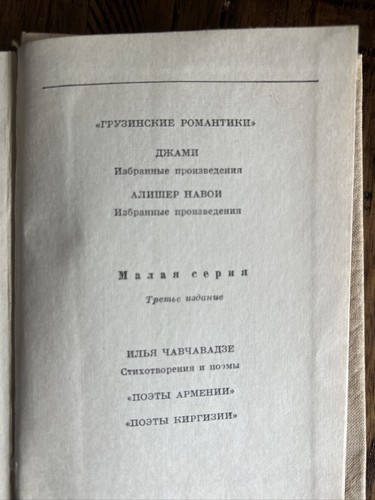 «ГРУЗИНСКИЕ РОМАНТИКИ»
ДЖАМИ
Избранные произведения
АЛИШЕР НАВОИ
Избранные произведения
Малая серия
Третье издание
ИЛЬЯ ЧАВЧАВАДЗЕ
Стихотворения и поэмы
«ПОЭТЫ АРМЕНИИ»
«ПОЭТЫ КИРГИЗИИ»